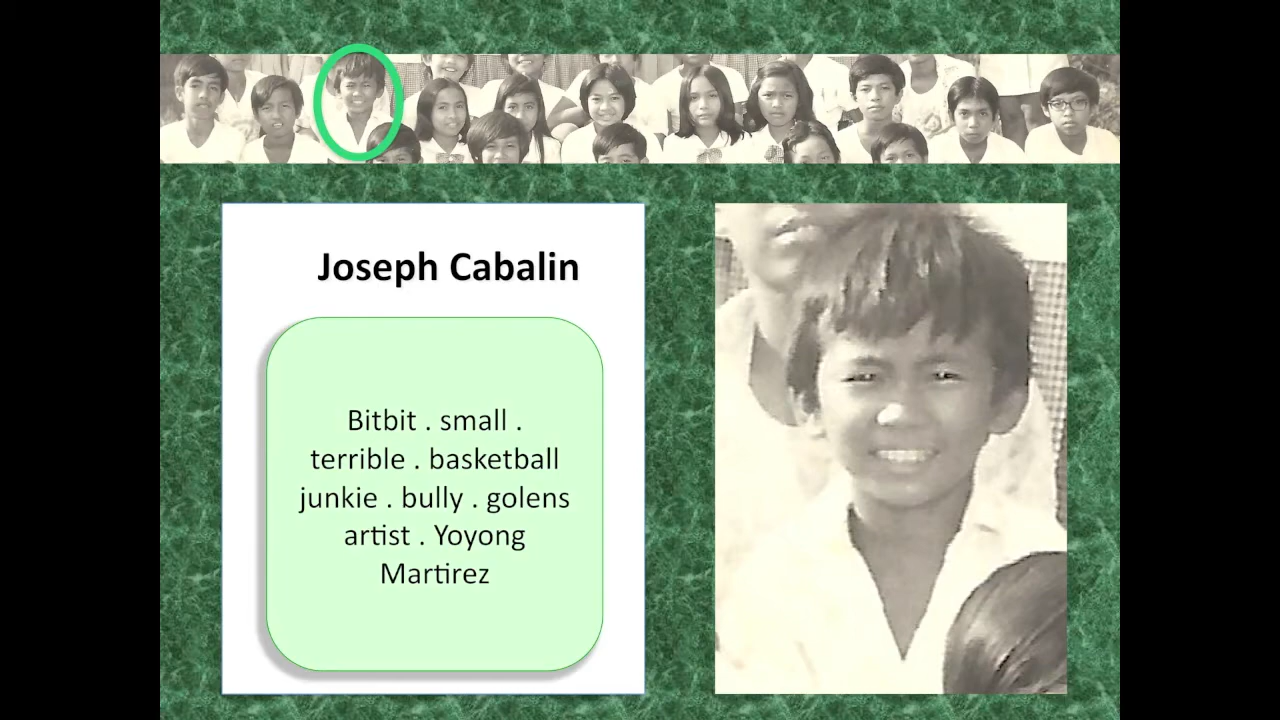 Joseph Cabalin
Bitbit . small .
terrible . basketball
junkie . bully . golens
artist . Yoyong
Martirez